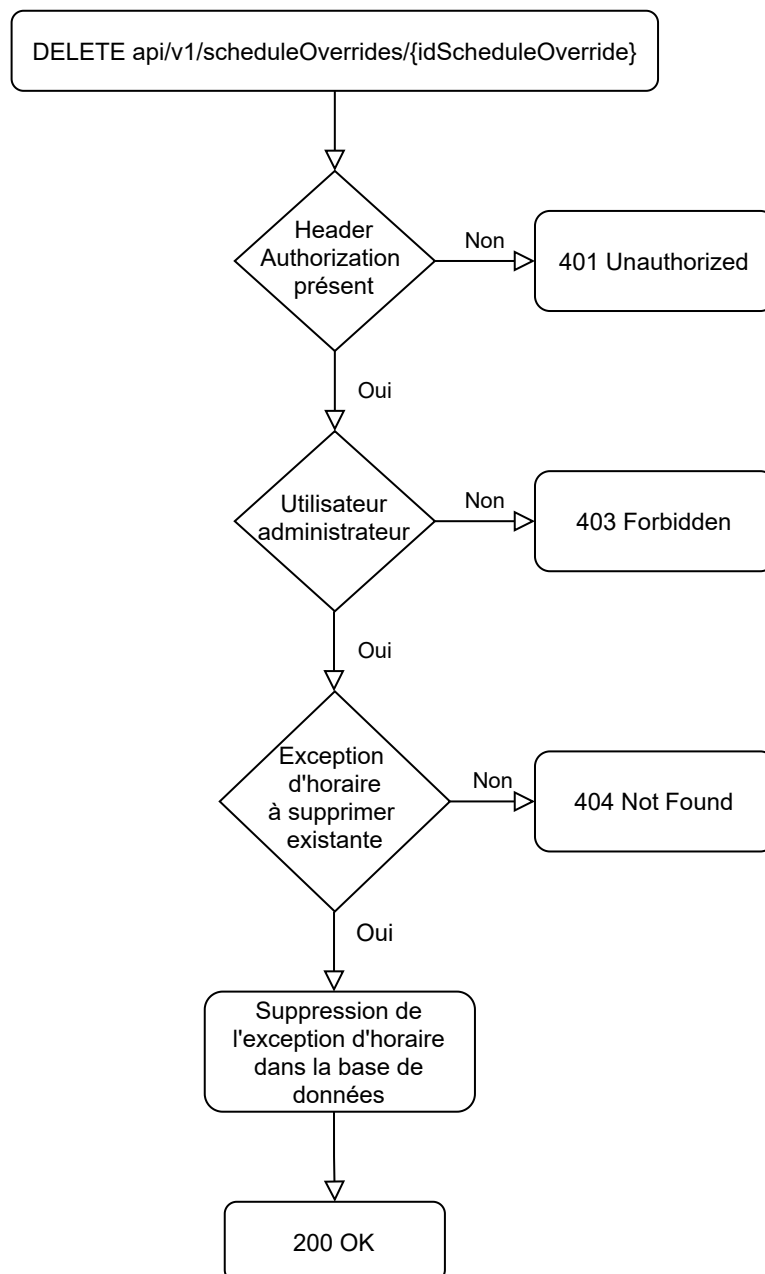 DELETE api/v1/scheduleOverrides/{idScheduleOverride}
Header
Authorization
présent
Non
401 Unauthorized
Oui
Utilisateur
administrateur
Non
403 Forbidden
Oui
Exception
d'horaire
à supprimer
existante
Non
404 Not Found
Oui
Suppression de
l'exception d'horaire
dans la base de
données
200 OK